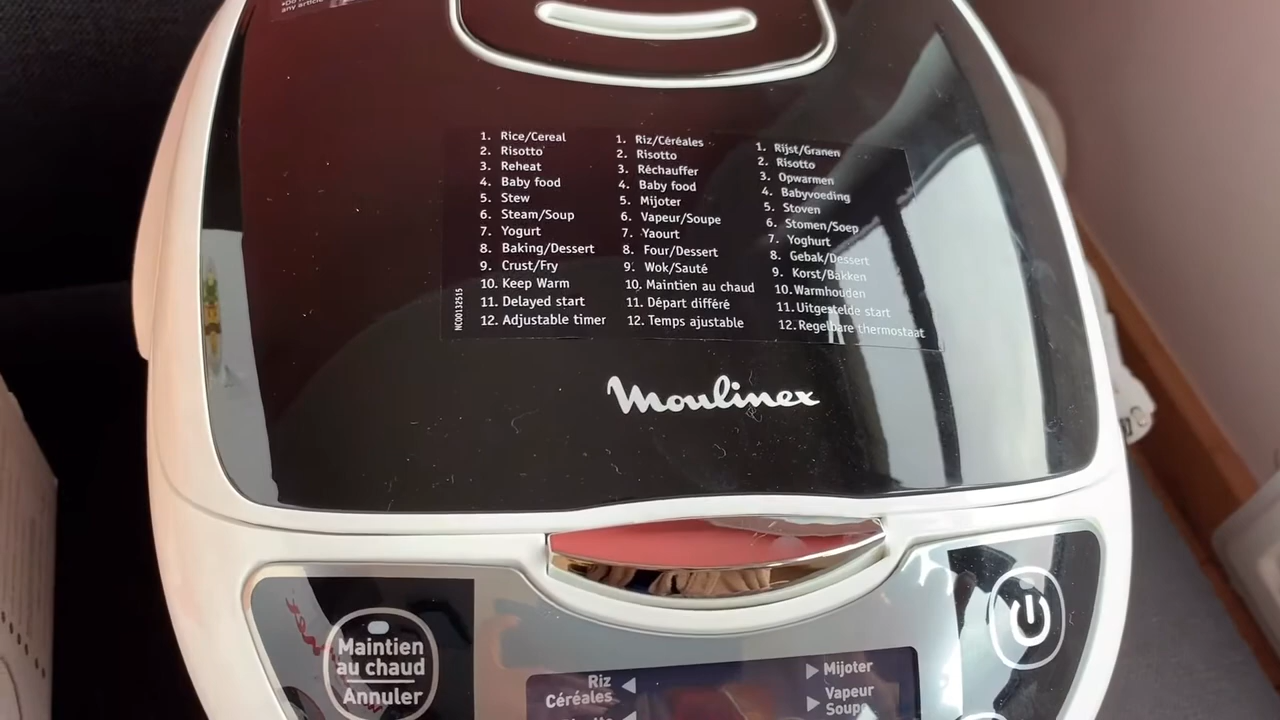 any article
1. Rice/Cereal
2. Risotto
3. Reheat
4. Baby food
5. Stew
6. Steam/Soup
7. Yogurt
8. Baking/Dessert
9. Crust/Fry
10. Keep Warm
11. Delayed start
12. Adjustable timer
1. Riz/Céréales
2. Risotto
3. Réchauffer
4. Baby food
5. Mijoter
6. Vapeur/Soupe
7. Yaourt
8. Four/Dessert
9. Wok/Sauté
10. Maintien au chaud
11. Départ différé
12. Temps ajustable
1. Rijst/Granen
2. Risotto
3. Opwarmen
4. Babyvoeding
5. Stoven
6. Stomen/Soep
7. Yoghurt
8. Gebak/Dessert
9. Korst/Bakken
10. Warmhouden
11. Uitgestelde start
12. Regelbare thermostaat
NC00132515
Moulinex
Maintien
au chaud
Annuler
Riz
Céréales
Mijoter
Vapeur
Soupe